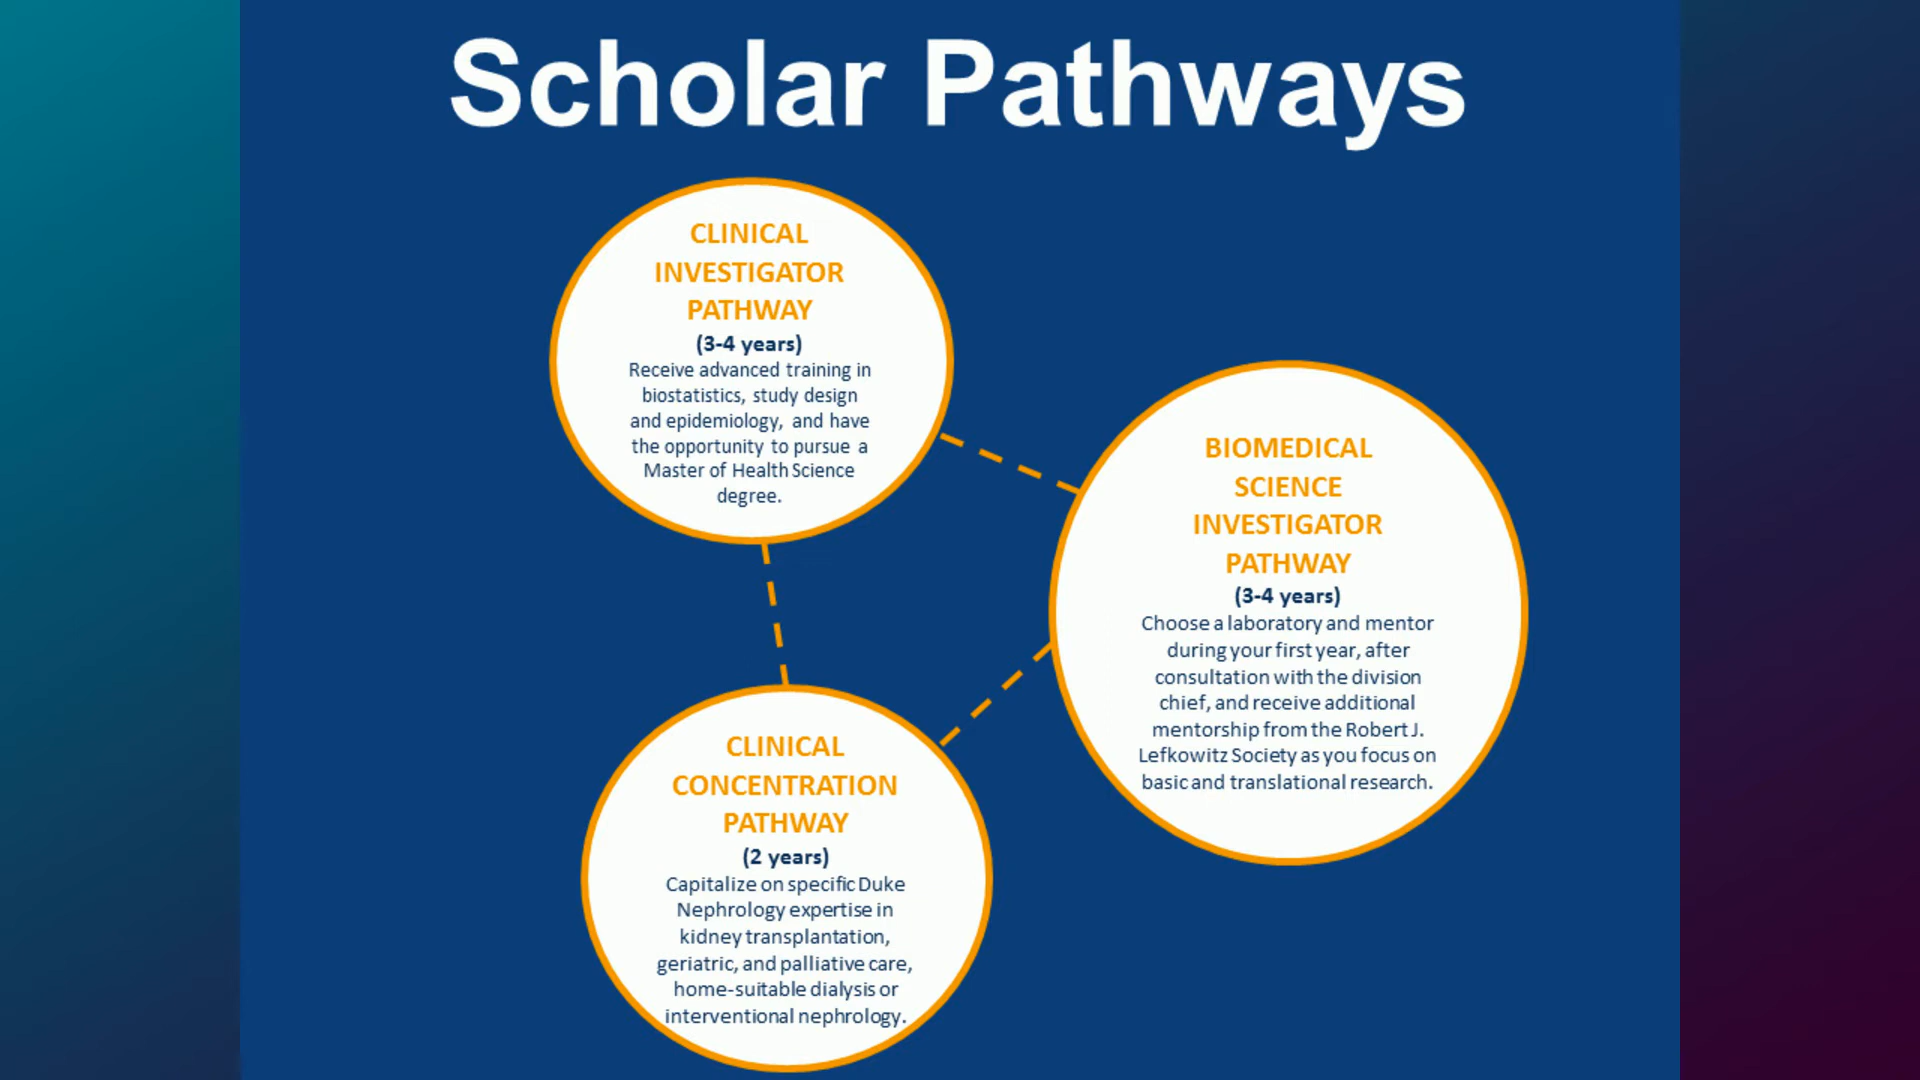 Scholar Pathways
CLINICAL
INVESTIGATOR
PATHWAY
(3-4 years)
Receive advanced training in
biostatistics, study design
and epidemiology, and have
the opportunity to pursue a
Master of Health Science
degree.
BIOMEDICAL
SCIENCE
INVESTIGATOR
PATHWAY
(3-4 years)
Choose a laboratory and mentor
during your first year, after
consultation with the division
chief, and receive additional
mentorship from the Robert J.
Lefkowitz Society as you focus on
basic and translational research.
CLINICAL
CONCENTRATION
PATHWAY
(2 years)
Capitalize on specific Duke
Nephrology expertise in
kidney transplantation,
geriatric, and palliative care,
home-suitable dialysis or
interventional nephrology.